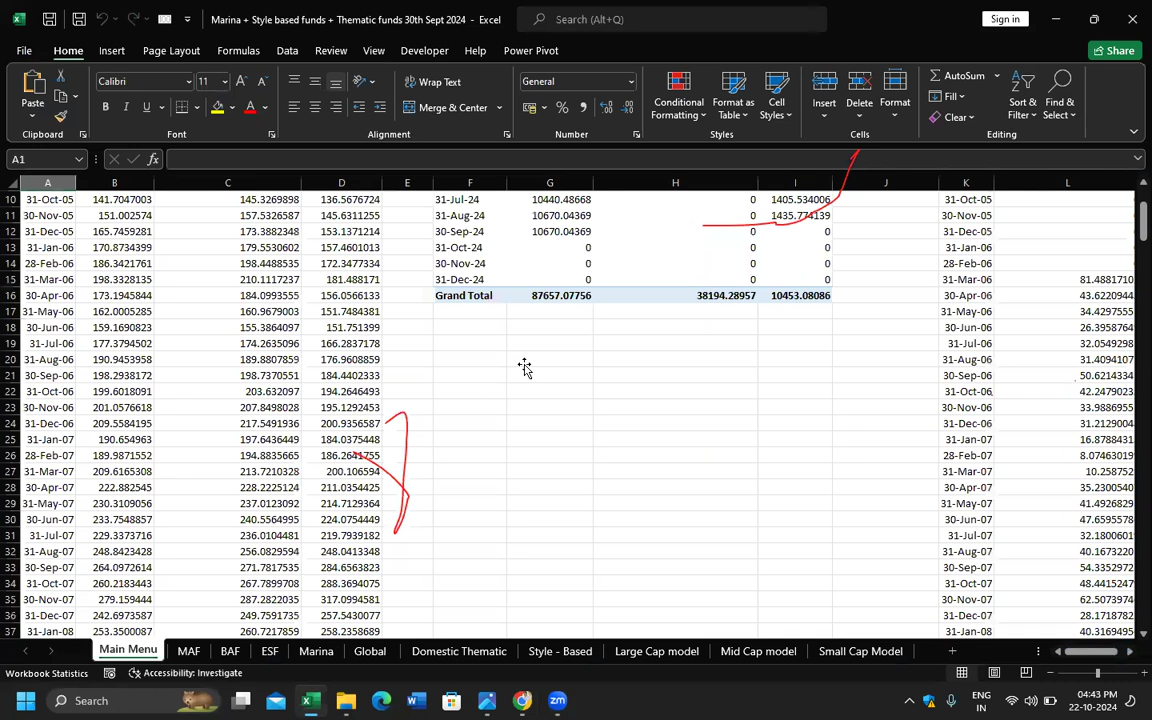 Marina + Style based funds + Thematic funds 30th Sept 2024 - Excel
Search (Alt+Q)
Sign in
File Home Insert Page Layout Formulas Data Review View Developer Help Power Pivot
Share
Paste
Calibri 11
B I U
Wrap Text
Merge & Center
General
Conditional Formatting
Format as Table
Cell Styles
Insert Delete Format
AutoSum
Fill
Clear
Sort & Filter
Find & Select
Clipboard Font Alignment Number Styles Cells Editing
A1 fx
A B C D E F G H I J K L
10 31-Oct-05 141.7047003 145.3269898 136.5676724 31-Jul-24 10440.48668 0 1405.534006 31-Oct-05
11 30-Nov-05 151.002574 157.5326587 145.6311255 31-Aug-24 10670.04369 0 1435.774139 30-Nov-05
12 31-Dec-05 165.7459281 173.3882348 153.1371214 30-Sep-24 10670.04369 0 0 31-Dec-05
13 31-Jan-06 170.8734399 179.5530602 157.4601013 31-Oct-24 0 0 0 31-Jan-06
14 28-Feb-06 186.3421761 198.4488535 172.3477334 30-Nov-24 0 0 0 28-Feb-06
15 31-Mar-06 198.3328135 210.1117237 181.488171 31-Dec-24 0 0 0 31-Mar-06 81.4881710
16 30-Apr-06 173.1945844 184.0993555 156.0566133 Grand Total 87657.07756 38194.28957 10453.08086 30-Apr-06 43.6220944
17 31-May-06 162.0005285 160.9679003 151.7484381 31-May-06 34.4297555
18 30-Jun-06 159.1690823 155.3864097 151.751399 30-Jun-06 26.3958564
19 31-Jul-06 177.3794502 174.2635096 166.2837178 31-Jul-06 32.0549298
20 31-Aug-06 190.9453958 189.8807859 176.9608859 31-Aug-06 31.4094107
21 30-Sep-06 198.2938172 198.7370551 184.4402333 30-Sep-06 50.6214334
22 31-Oct-06 199.6018091 203.632097 194.2646493 31-Oct-06 42.2479023
23 30-Nov-06 201.0576618 207.8498028 195.1292453 30-Nov-06 33.9886955
24 31-Dec-06 209.5584195 217.5491936 200.9356587 31-Dec-06 31.2129004
25 31-Jan-07 190.654963 197.6436449 184.0375448 31-Jan-07 16.8788431
26 28-Feb-07 189.9871552 194.8835665 186.2641755 28-Feb-07 8.07463019
27 31-Mar-07 209.6165308 213.7210328 200.106594 31-Mar-07 10.258752
28 30-Apr-07 222.882545 228.2225124 211.0354425 30-Apr-07 35.2300540
29 31-May-07 230.3109056 237.0123092 214.7129364 31-May-07 41.4926829
30 30-Jun-07 233.7548857 240.5564995 224.0754449 30-Jun-07 47.6595578
31 31-Jul-07 229.3373716 236.0104481 219.7939182 31-Jul-07 32.1800601
32 31-Aug-07 248.8423428 256.0829594 248.0413348 31-Aug-07 40.1673220
33 30-Sep-07 264.0972614 271.7817535 284.6563823 30-Sep-07 54.3352972
34 31-Oct-07 260.2183443 267.7899708 288.3694075 31-Oct-07 48.4415247
35 30-Nov-07 279.159444 287.2822035 317.0994581 30-Nov-07 62.5073974
36 31-Dec-07 242.6973587 249.7591735 257.5430077 31-Dec-07 28.1718782
37 31-Jan-08 253.3500087 260.7217859 258.2358689 31-Jan-08 40.3169495
Main Menu MAF BAF ESF Marina Global Domestic Thematic Style - Based Large Cap model Mid Cap model Small Cap Model
Workbook Statistics Accessibility: Investigate
Search
ENG
IN
04:43 PM
22-10-2024